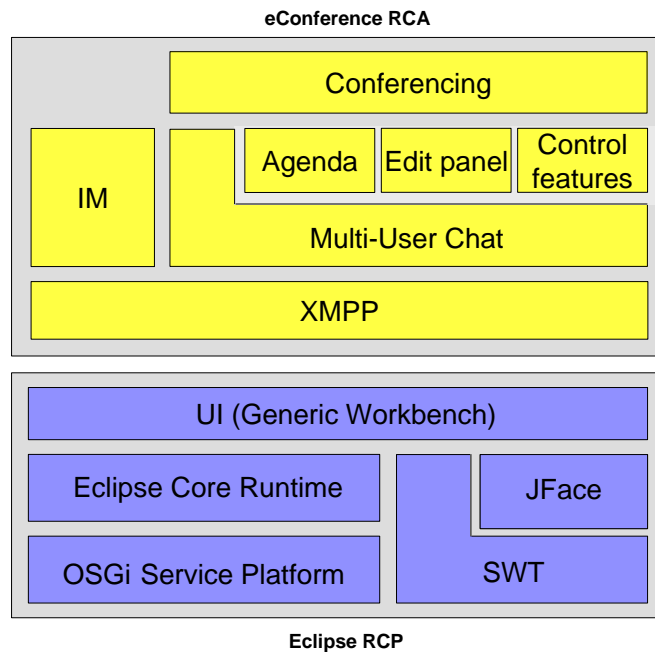 eConference RCA
Conferencing
IM
Agenda
Edit panel
Control
features
Multi-User Chat
XMPP
UI (Generic Workbench)
Eclipse Core Runtime
JFace
OSGi Service Platform
SWT
Eclipse RCP